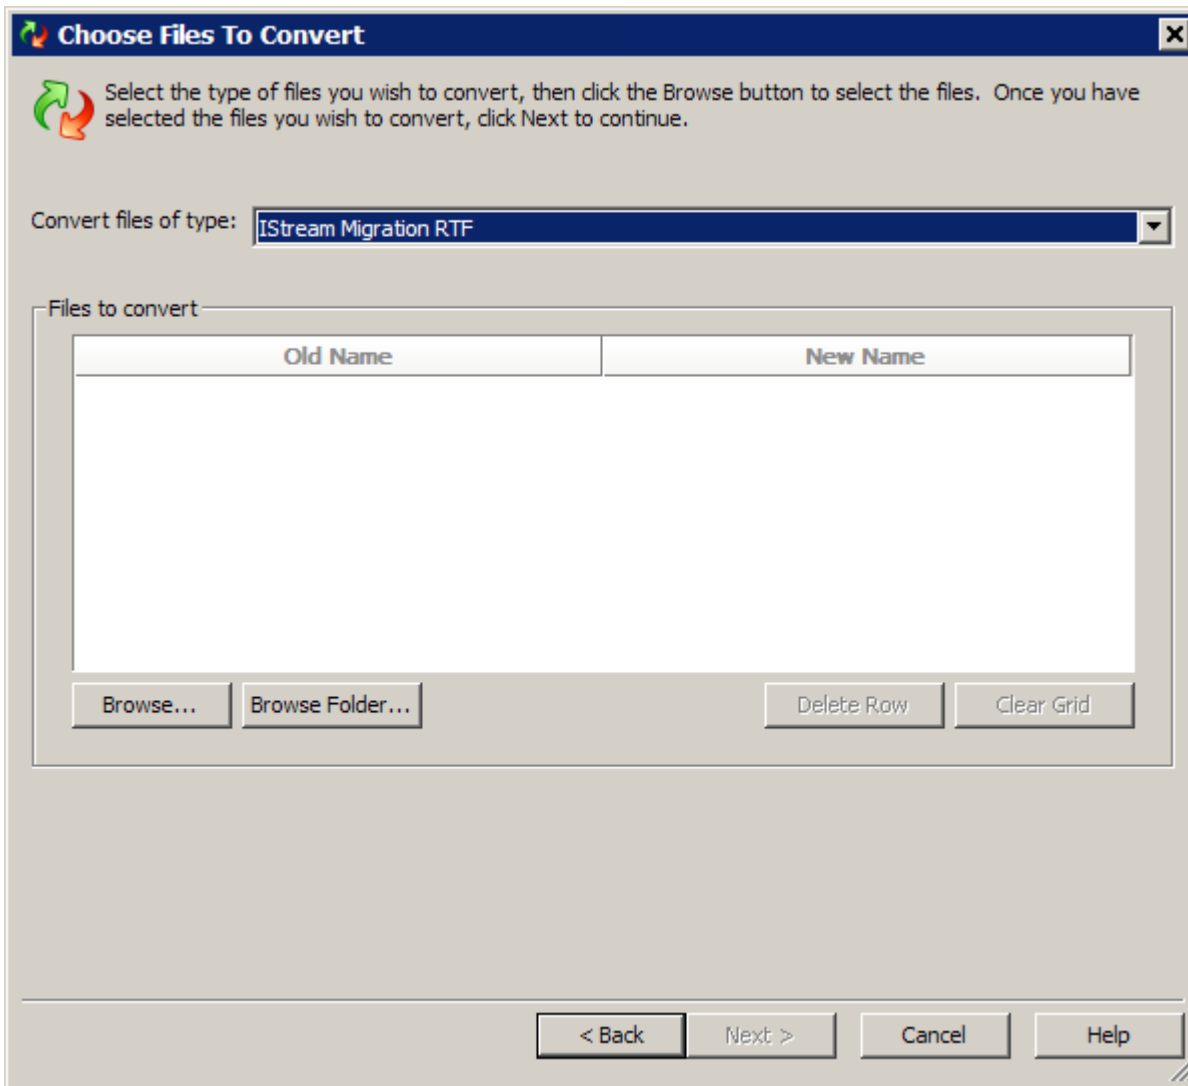 Choose Files To Convert
Select the type of files you wish to convert, then click the Browse button to select the files.  Once you have
selected the files you wish to convert, click Next to continue.
Convert files of type: IStream Migration RTF
Files to convert
Old Name New Name
Browse... Browse Folder... Delete Row Clear Grid
< Back Next > Cancel Help